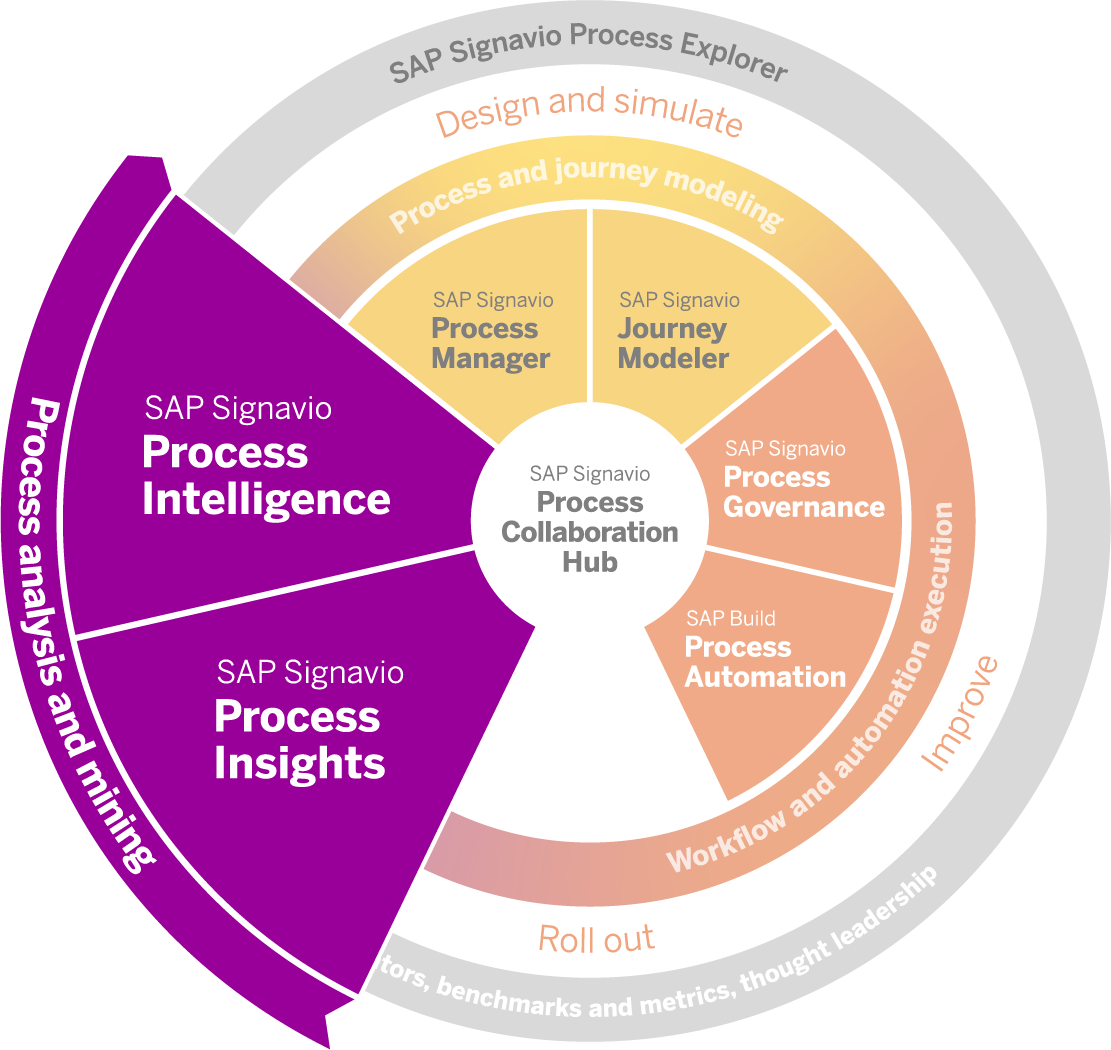 SAP Signavio Process Explorer
Design and simulate
Process and journey modeling
SAP Signavio
Process
Manager
SAP Signavio
Journey
Modeler
SAP Signavio
Process
Intelligence
Process analysis and mining
SAP Signavio
Process
Collaboration
Hub
SAP Signavio
Process
Governance
SAP Build
Process
Automation
Workflow and automation execution
Improve
SAP Signavio
Process
Insights
Roll out
benchmarks and metrics, thought leadership